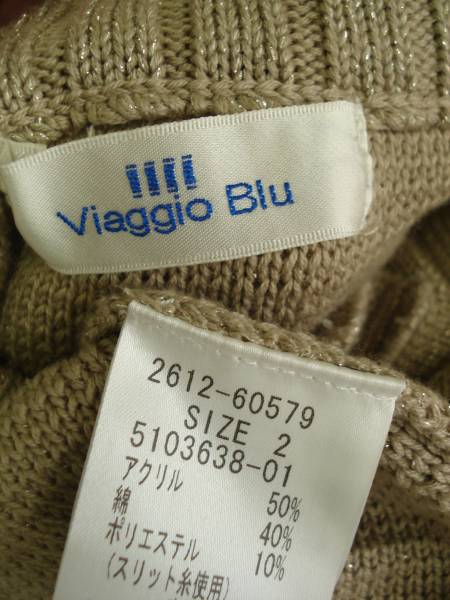 Viaggio Blu
2612-60579
SIZE 2
5103638-01
アクリル 50%
綿 40%
ポリエステル 10%
(スリット糸使用)